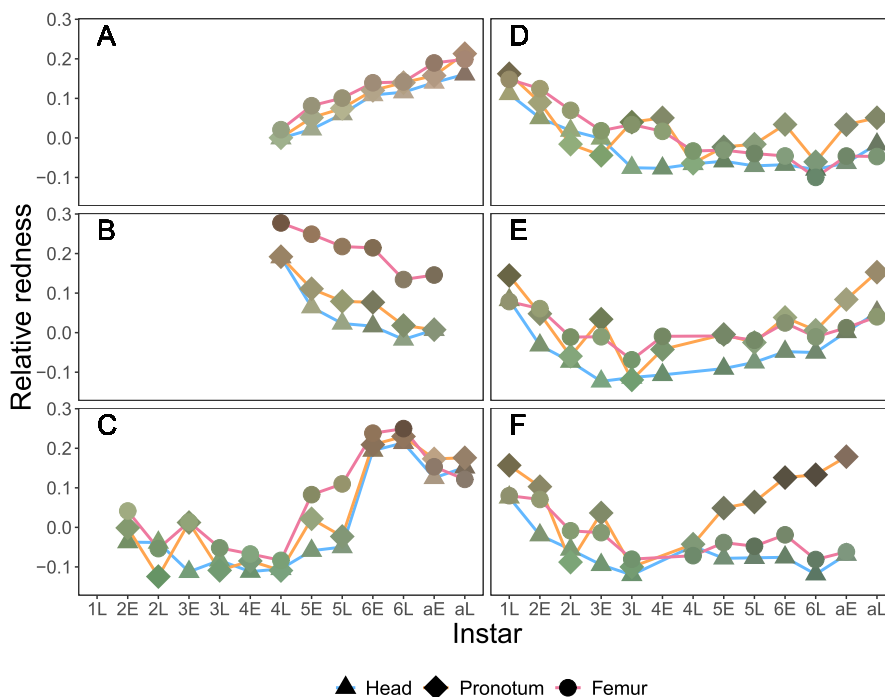 A
D
0.3
0.2
0.1
0.0
−0.1
B
E
0.3
0.2
0.1
0.0
−0.1
C
F
0.3
0.2
0.1
0.0
−0.1
Relative redness
1L 2E 2L 3E 3L 4E 4L 5E 5L 6E 6L aE aL
1L 2E 2L 3E 3L 4E 4L 5E 5L 6E 6L aE aL
Instar
Head Pronotum Femur